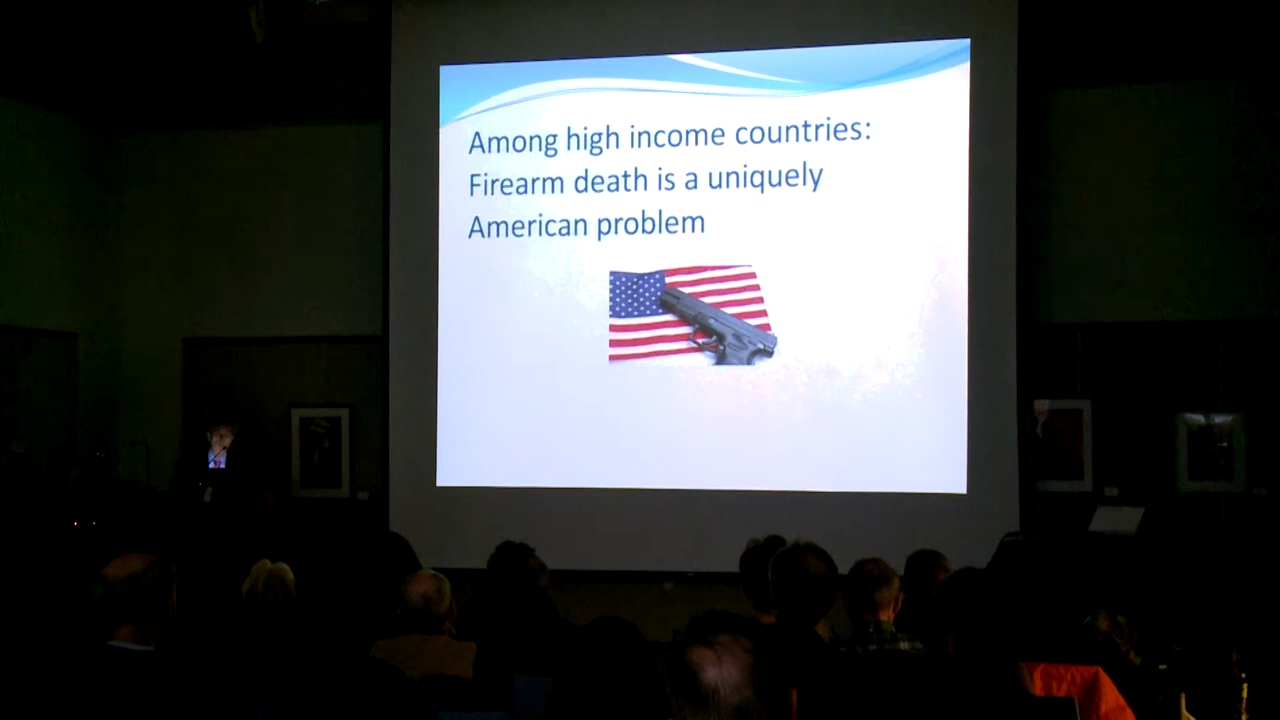 Among high income countries:
Firearm death is a uniquely
American problem